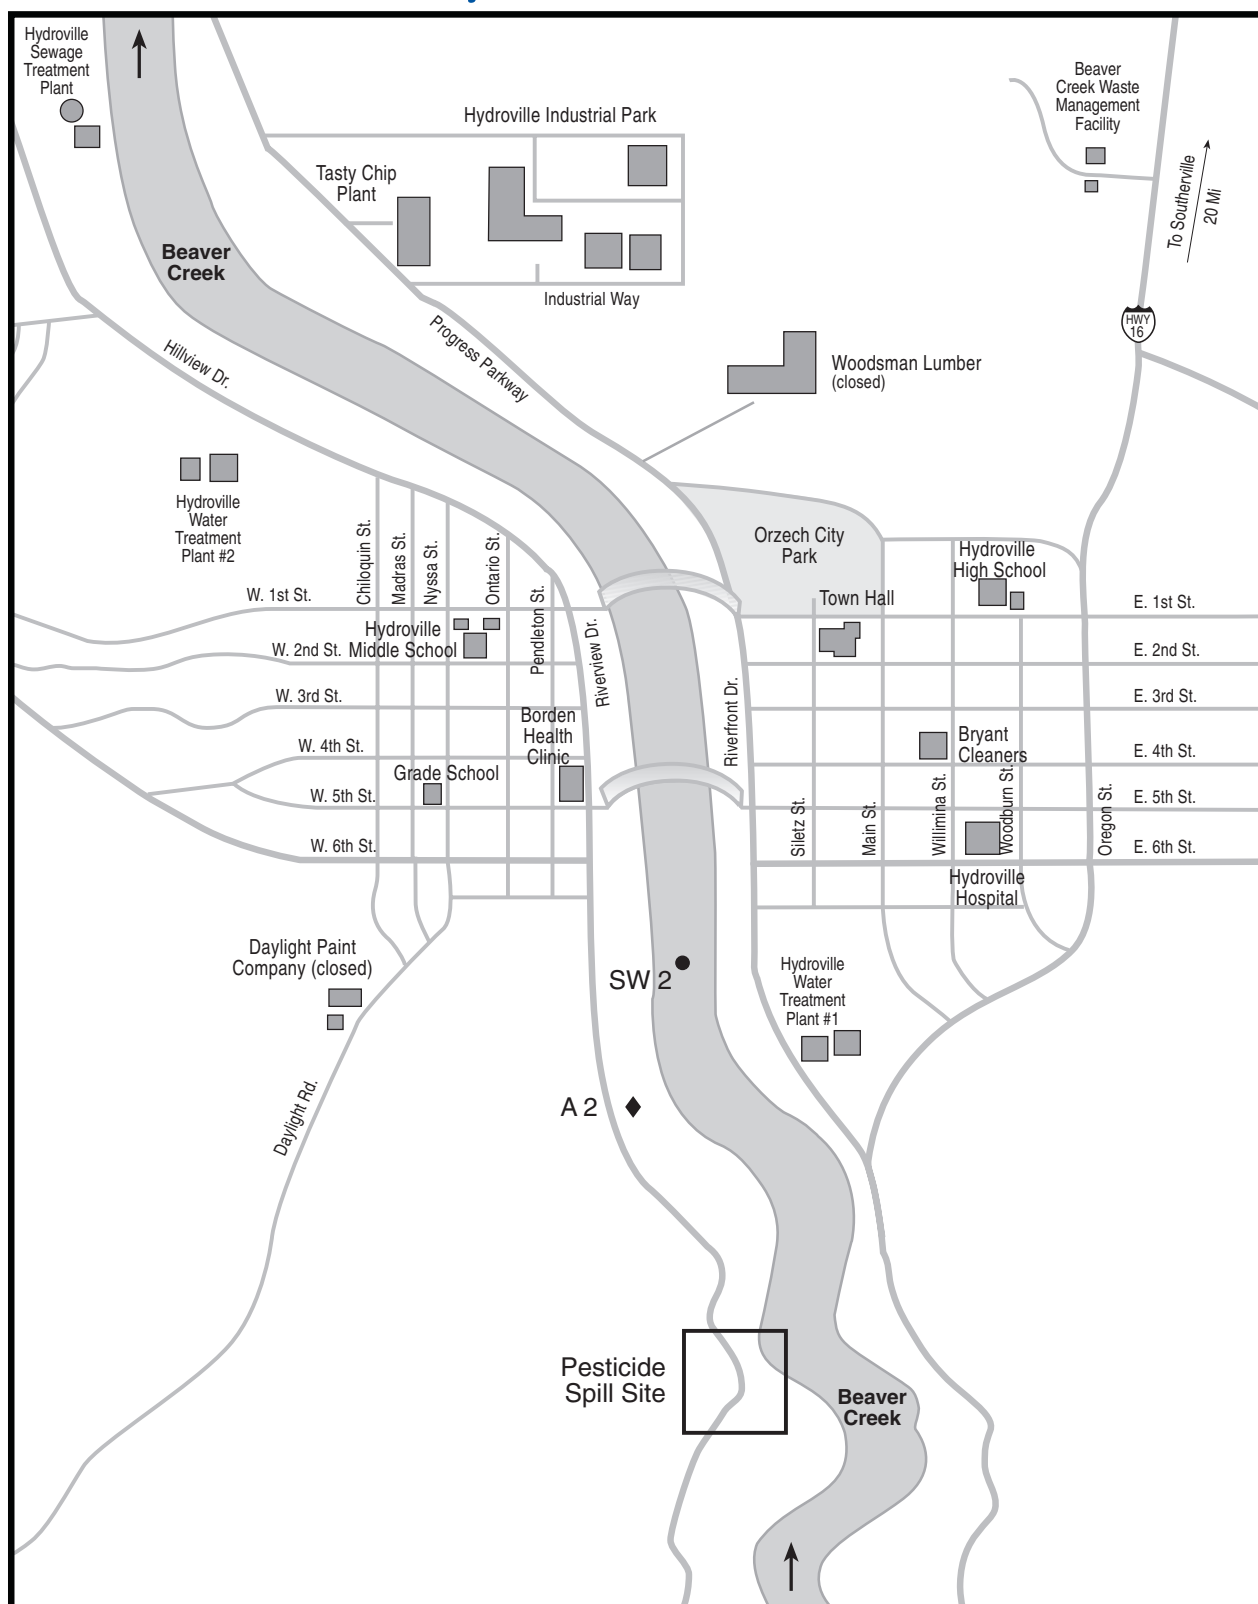 Hydroville
Sewage
Treatment
Plant
Beaver
Creek Waste
Management
Facility
Hydroville Industrial Park
Tasty Chip
Plant
To Southerville
20 Mi
Beaver
Creek
Industrial Way
HWY
16
Progress Parkway
Hillview Dr.
Woodsman Lumber
(closed)
Hydroville
Water
Treatment
Plant #2
Chiloquin St.
Madras St.
Nyssa St.
Ontario St.
Pendleton St.
Orzech City
Park
Hydroville
High School
W. 1st St.
Town Hall
E. 1st St.
Hydroville
Middle School
W. 2nd St.
E. 2nd St.
Riverview Dr.
Riverfront Dr.
W. 3rd St.
E. 3rd St.
Borden
Health
Clinic
Bryant
Cleaners
W. 4th St.
E. 4th St.
Grade School
W. 5th St.
E. 5th St.
Siletz St.
Main St.
Willimina St.
Woodburn St.
Oregon St.
W. 6th St.
E. 6th St.
Hydroville
Hospital
Daylight Paint
Company (closed)
SW 2
Hydroville
Water
Treatment
Plant #1
A 2
Daylight Rd.
Pesticide
Spill Site
Beaver
Creek